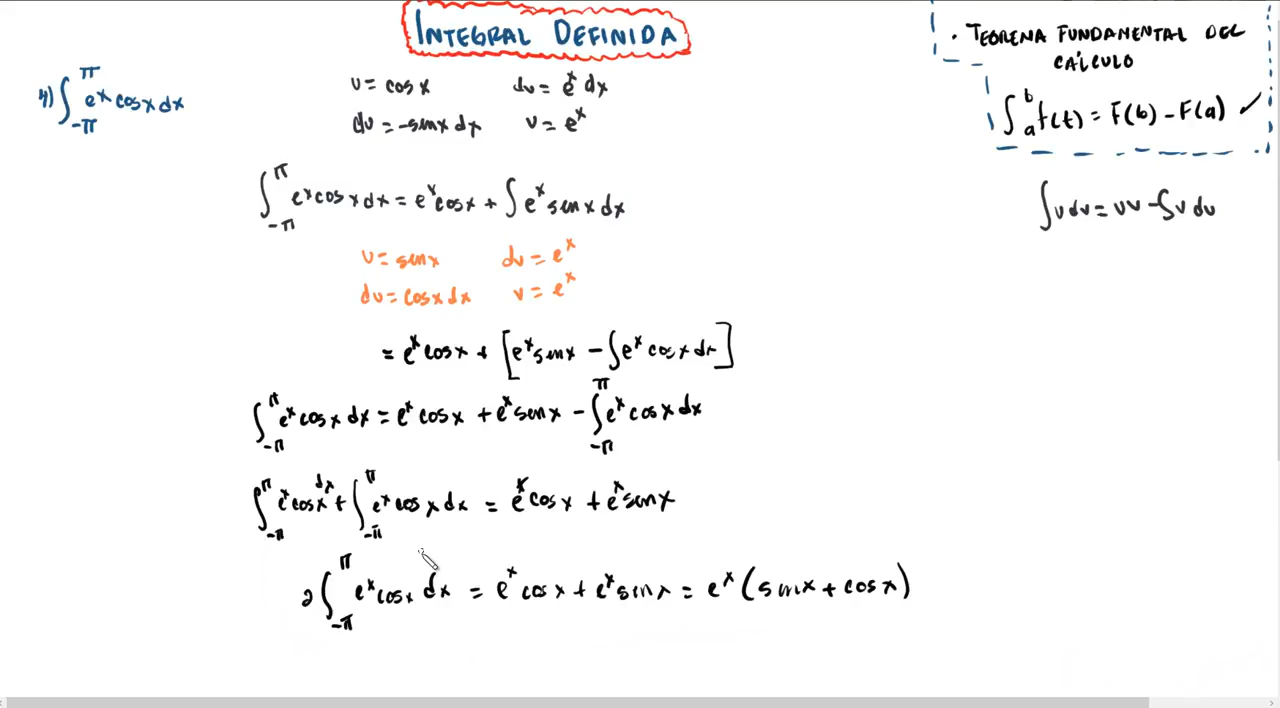 INTEGRAL DEFINIDA
• TEOREMA FUNDAMENTAL DEL
CÁLCULO
∫_a^b f(t) = F(b) - F(a) ✓
∫ u dv = uv - ∫ v du
4) ∫_{-π}^{π} e^x cos x dx
u = cos x    dv = e^x dx
du = -sen x dx    v = e^x
∫_{-π}^{π} e^x cos x dx = e^x cos x + ∫ e^x sen x dx
u = sen x    dv = e^x
du = cos x dx    v = e^x
= e^x cos x + [e^x sen x - ∫ e^x cos x dx]
∫_{-π}^{π} e^x cos x dx = e^x cos x + e^x sen x - ∫_{-π}^{π} e^x cos x dx
∫_{-π}^{π} e^x cos x dx + ∫_{-π}^{π} e^x cos x dx = e^x cos x + e^x sen x
2 ∫_{-π}^{π} e^x cos x dx = e^x cos x + e^x sen x = e^x (sen x + cos x)